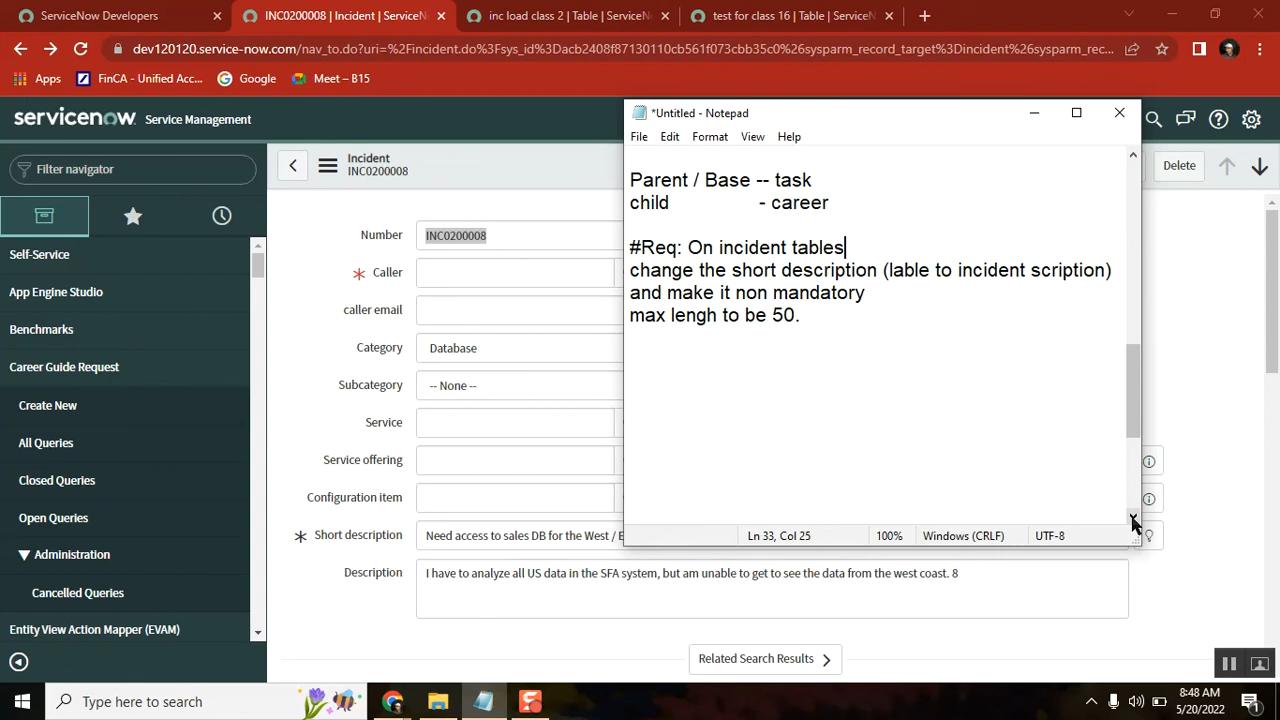 ServiceNow Developers
INC0200008 | Incident | ServiceN
inc load class 2 | Table | ServiceN
test for class 16 | Table | ServiceN
dev120120.service-now.com/nav_to.do?uri=%2Fincident.do%3Fsys_id%3Dacb2408f87130110cb561f073cbb35c0%26sysparm_record_target%3Dincident%26sysparm_rec...
Apps
FinCA - Unified Acc...
Google
Meet – B15
servicenow
Service Management
Filter navigator
Self-Service
App Engine Studio
Benchmarks
Career Guide Request
Create New
All Queries
Closed Queries
Open Queries
Administration
Cancelled Queries
Entity View Action Mapper (EVAM)
Incident
INC0200008
Delete
Number
INC0200008
Caller
caller email
Category
Database
Subcategory
-- None --
Service
Service offering
Configuration item
Short description
Need access to sales DB for the West / E
Description
I have to analyze all US data in the SFA system, but am unable to get to see the data from the west coast. 8
Related Search Results
*Untitled - Notepad
File Edit Format View Help
Parent / Base -- task
child - career
#Req: On incident tables
change the short description (lable to incident scription)
and make it non mandatory
max lengh to be 50.
Ln 33, Col 25
100%
Windows (CRLF)
UTF-8
Type here to search
8:48 AM
5/20/2022
1